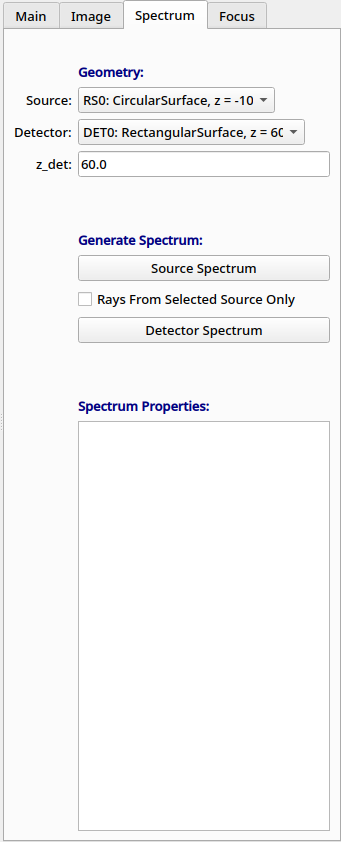 Main Image Spectrum Focus
Geometry:
Source: RS0: CircularSurface, z = -10
Detector: DET0: RectangularSurface, z = 60
z_det: 60.0
Generate Spectrum:
Source Spectrum
Rays From Selected Source Only
Detector Spectrum
Spectrum Properties: